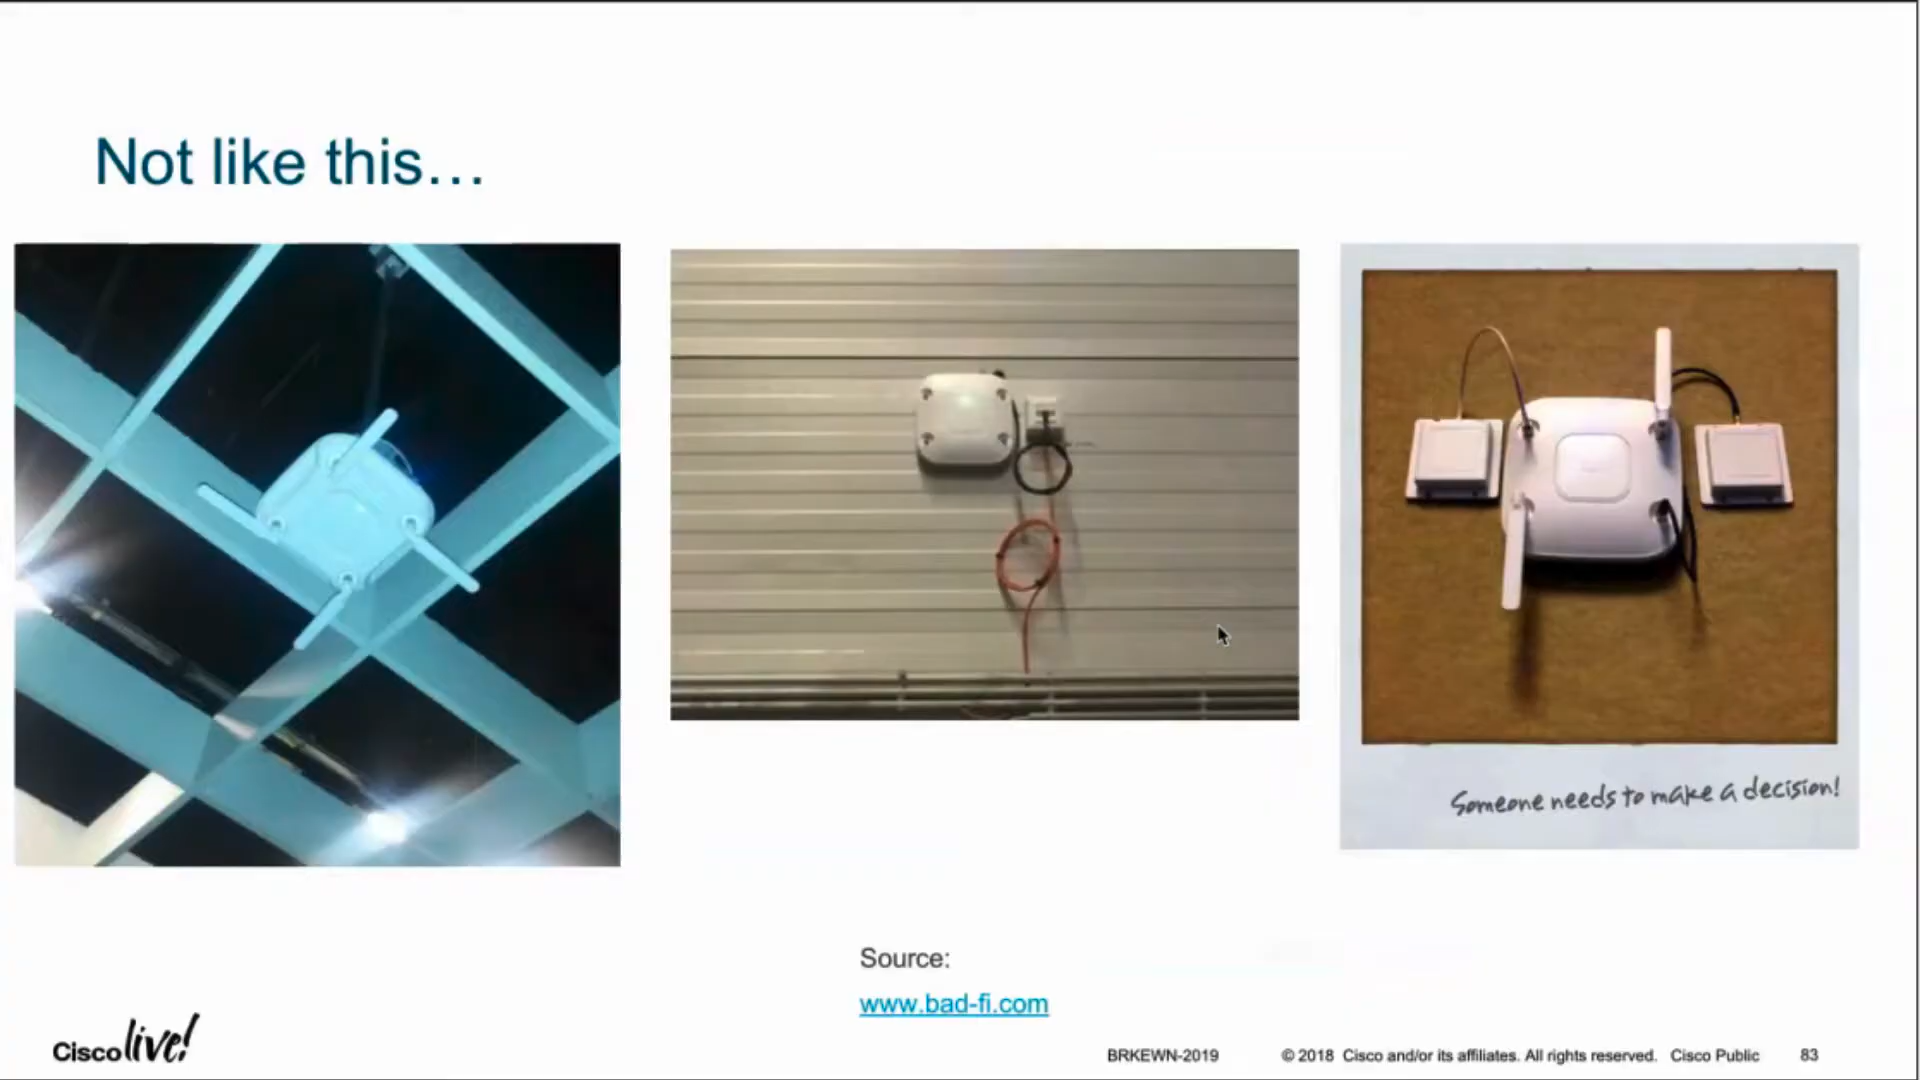 Not like this…
Someone needs to make a decision!
Source:
www.bad-fi.com
Cisco live!
BRKEWN-2019
© 2018 Cisco and/or its affiliates. All rights reserved. Cisco Public
83